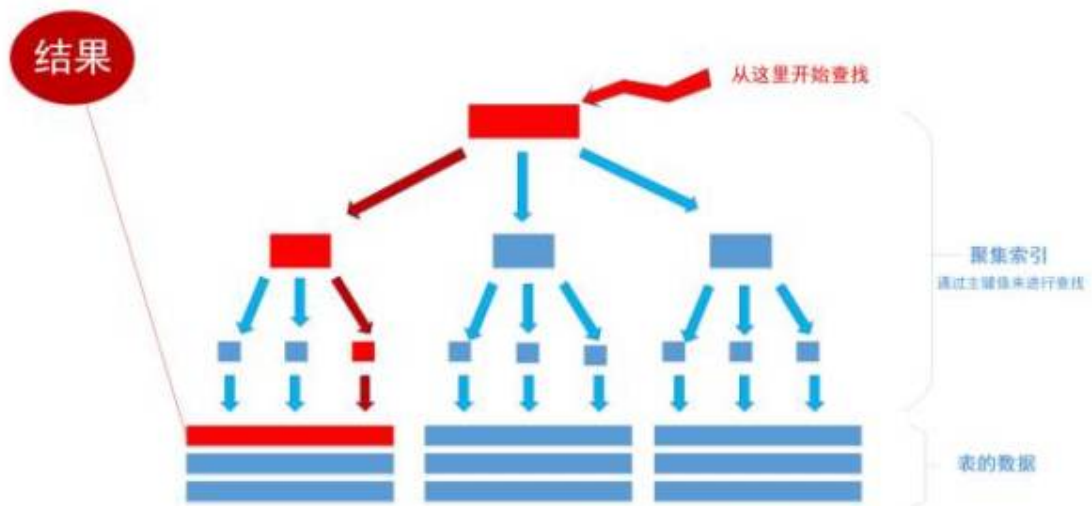 结果
从这里开始查找
聚集索引
通过主键值来进行查找
表的数据